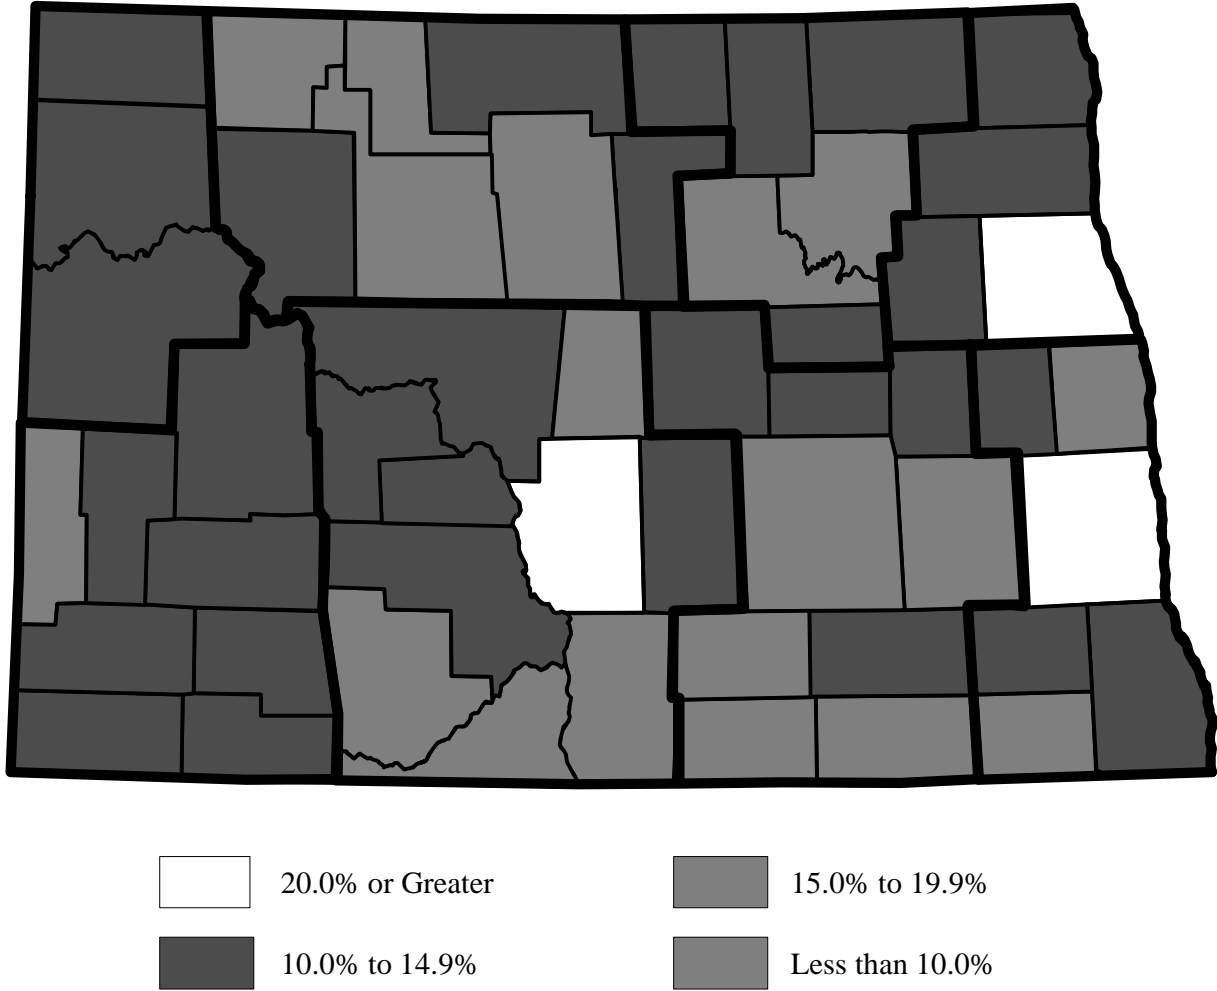 20.0% or Greater
15.0% to 19.9%
10.0% to 14.9%
Less than 10.0%